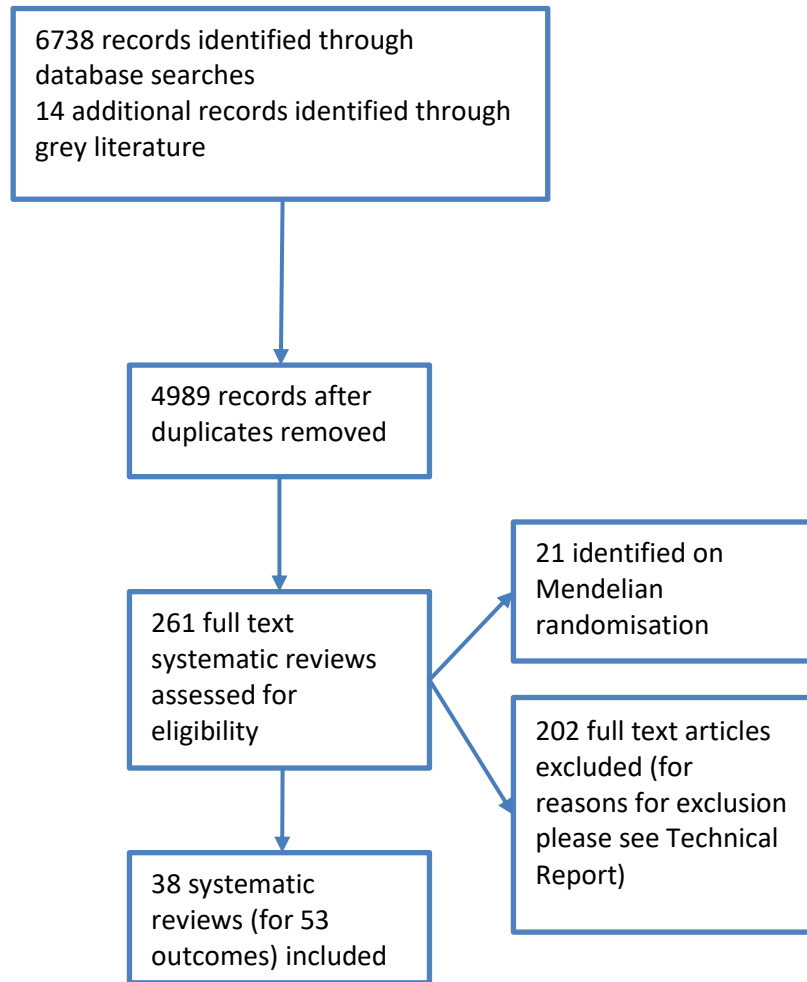 6738 records identified through
database searches
14 additional records identified through
grey literature
4989 records after
duplicates removed
21 identified on
Mendelian
randomisation
261 full text
systematic reviews
assessed for
eligibility
202 full text articles
excluded (for
reasons for exclusion
please see Technical
Report)
38 systematic
reviews (for 53
outcomes) included